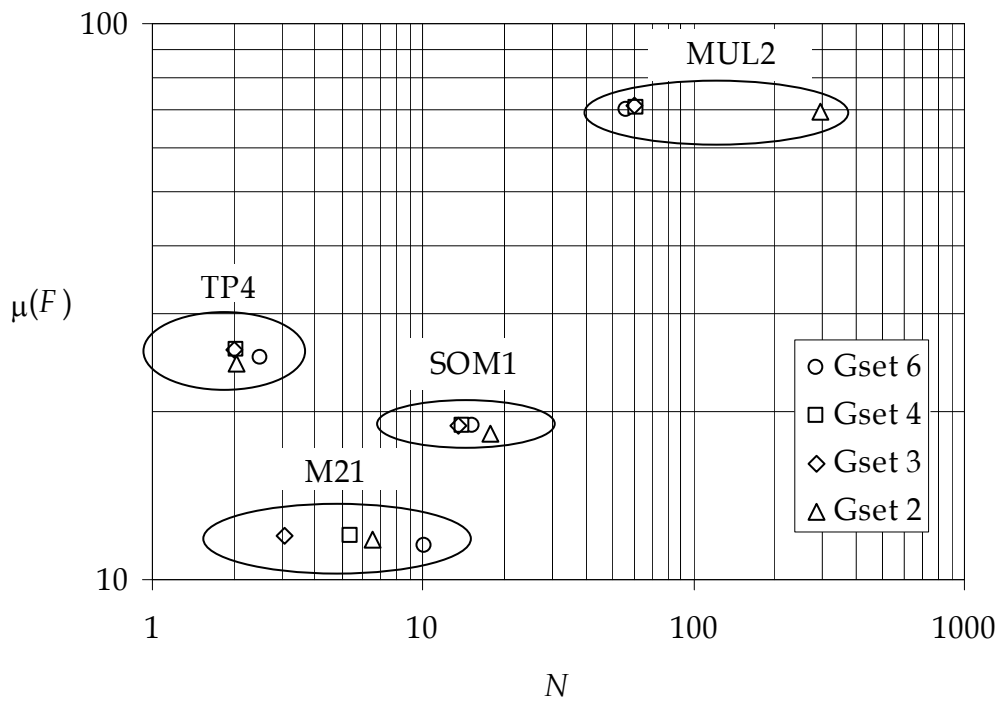 100
MUL2
TP4
μ(F)
SOM1
Gset 6
Gset 4
M21
Gset 3
Gset 2
10
1
10
100
1000
N